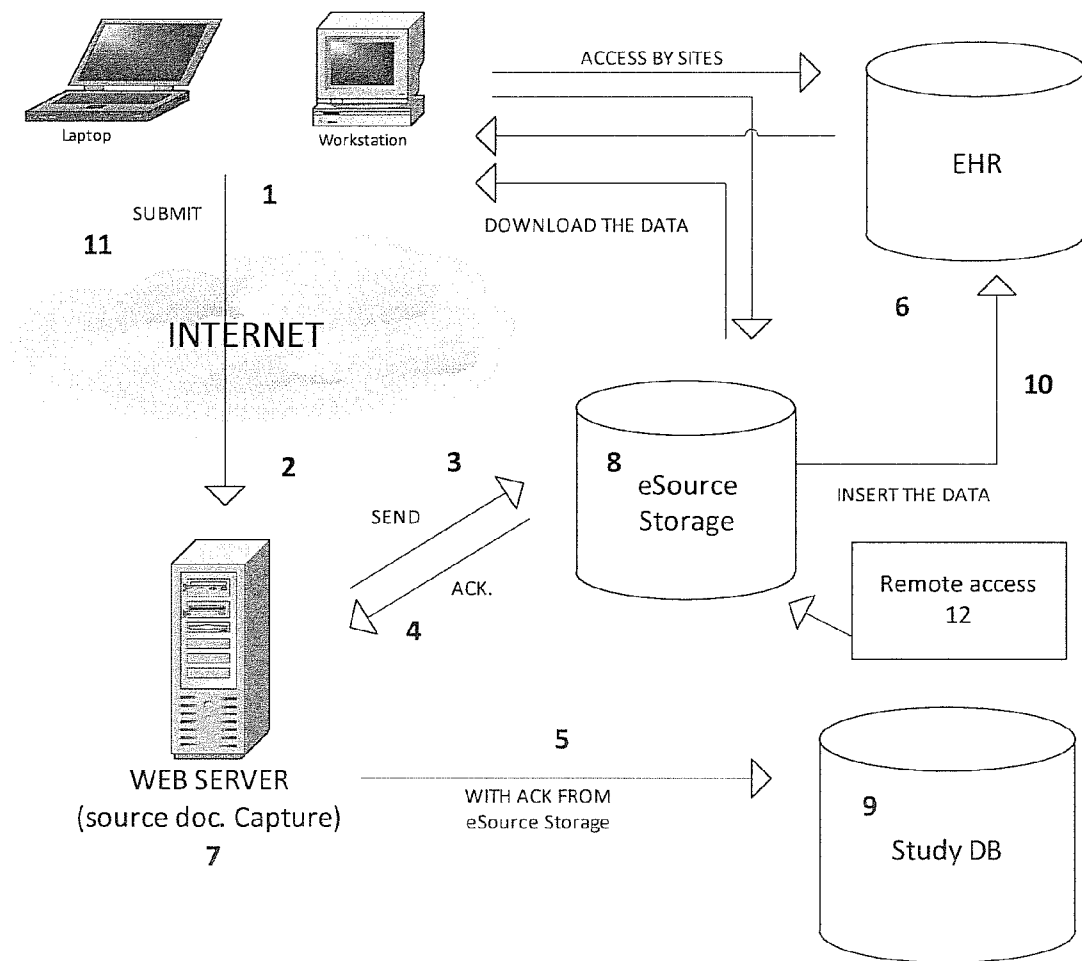 ACCESS BY SITES
Laptop
Workstation
EHR
1
SUBMIT
DOWNLOAD THE DATA
11
6
INTERNET
10
2
3
8
eSource
Storage
INSERT THE DATA
SEND
ACK.
4
Remote access
12
5
WEB SERVER
(source doc. Capture)
7
WITH ACK FROM
eSource Storage
9
Study DB